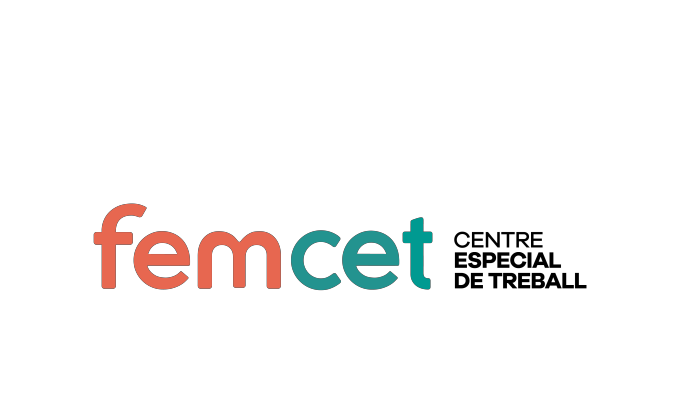 femcet
CENTRE
ESPECIAL
DE TREBALL